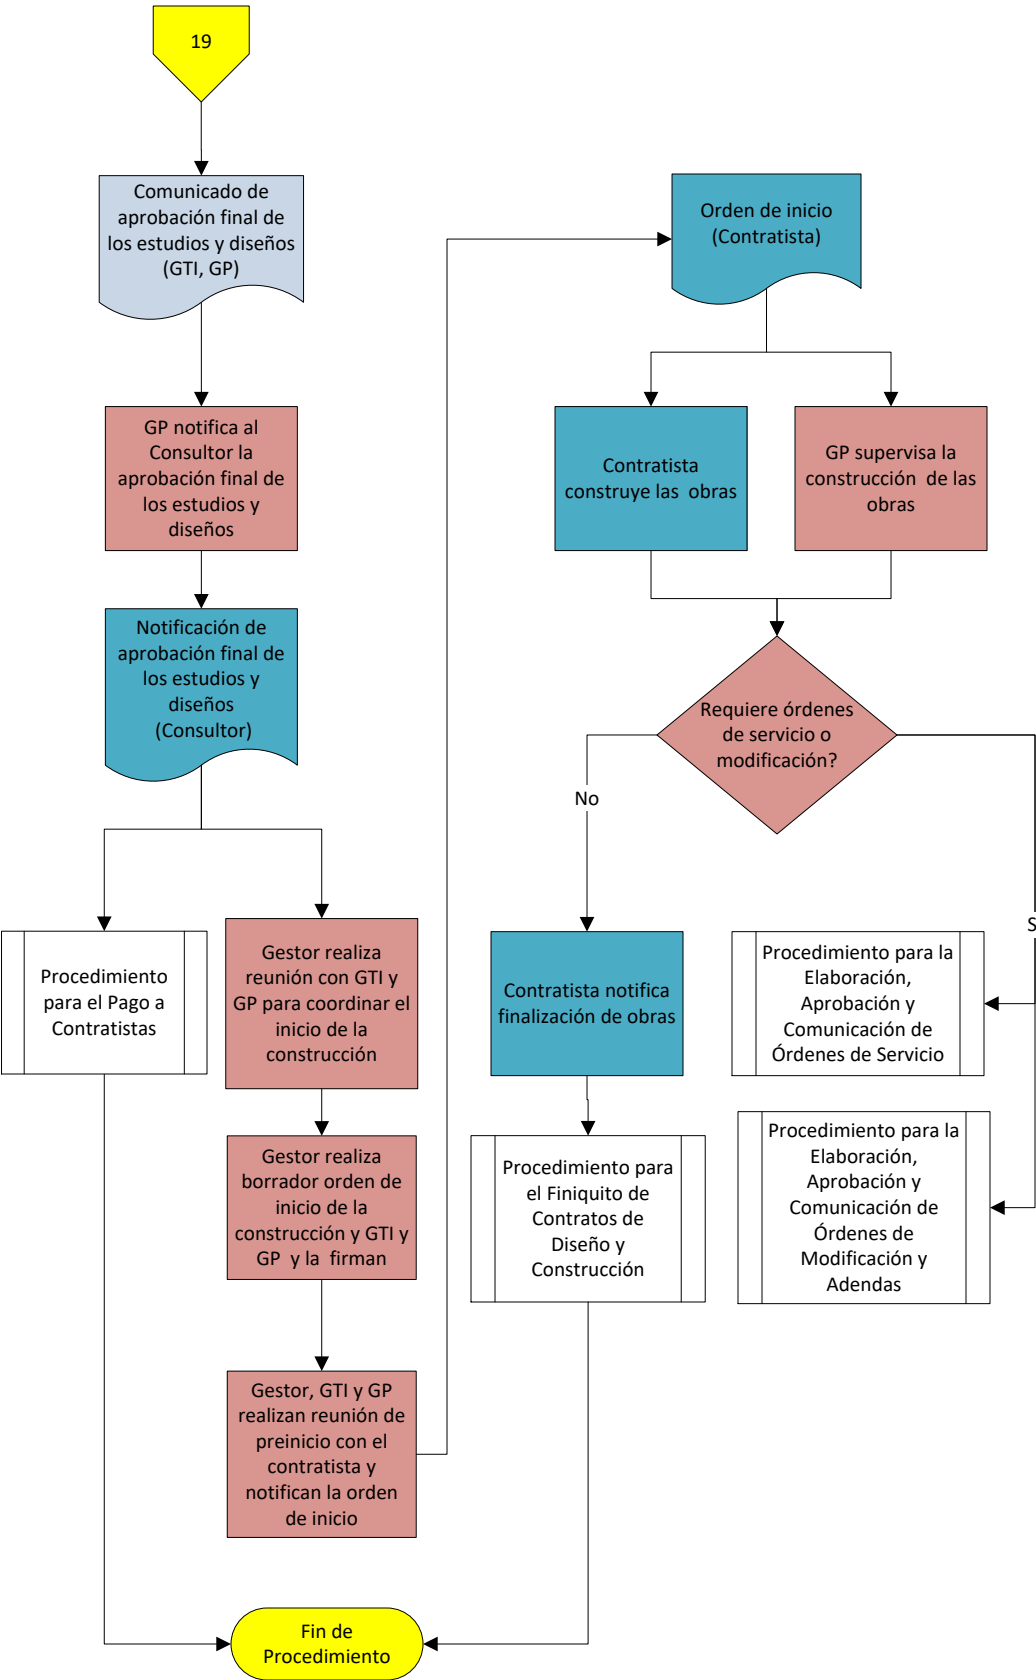 19
Comunicado de
aprobación final de
los estudios y diseños
(GTI, GP)
GP notifica al
Consultor la
aprobación final de
los estudios y
diseños
Notificación de
aprobación final de
los estudios y
diseños
(Consultor)
Procedimiento
para el Pago a
Contratistas
Gestor realiza
reunión con GTI y
GP para coordinar el
inicio de la
construcción
Gestor realiza
borrador orden de
inicio de la
construcción y GTI y
GP y la firman
Gestor, GTI y GP
realizan reunión de
preinicio con el
contratista y
notifican la orden
de inicio
Orden de inicio
(Contratista)
Contratista
construye las obras
GP supervisa la
construcción de las
obras
Requiere órdenes
de servicio o
modificación?
No
S
Contratista notifica
finalización de obras
Procedimiento para
el Finiquito de
Contratos de
Diseño y
Construcción
Procedimiento para la
Elaboración,
Aprobación y
Comunicación de
Órdenes de Servicio
Procedimiento para la
Elaboración,
Aprobación y
Comunicación de
Órdenes de
Modificación y
Adendas
Fin de
Procedimiento